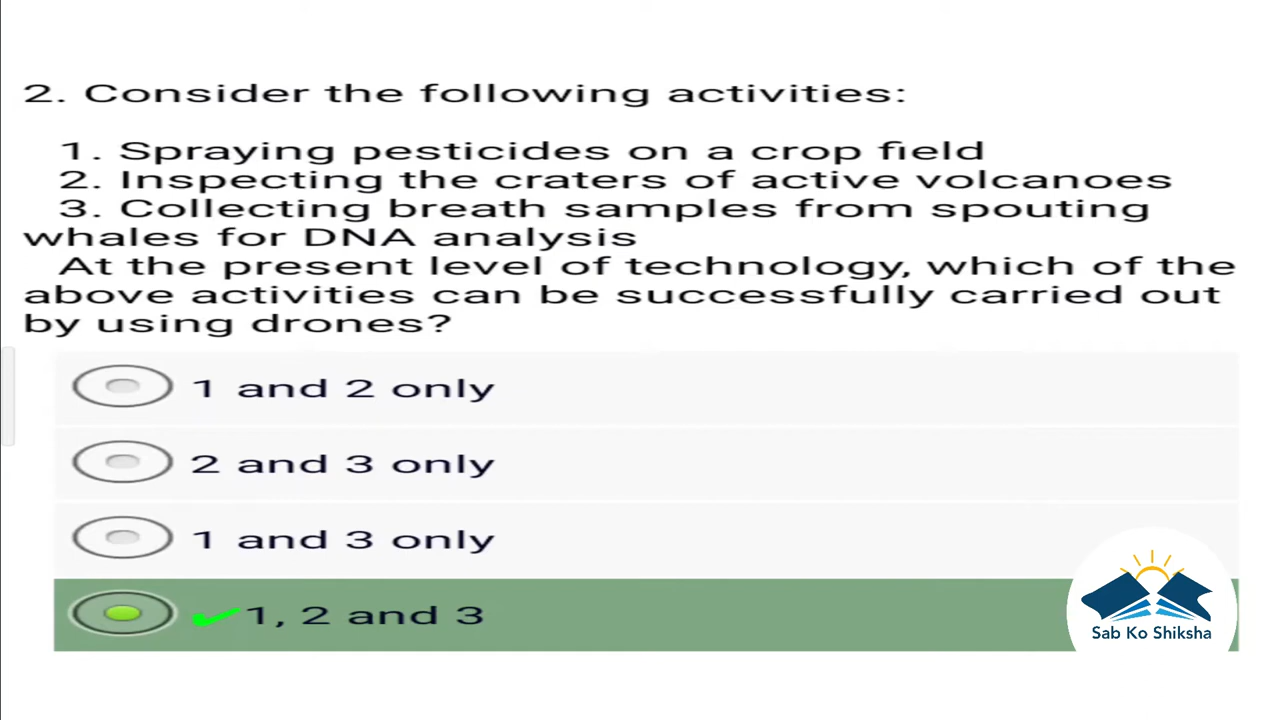 2. Consider the following activities:
1. Spraying pesticides on a crop field
2. Inspecting the craters of active volcanoes
3. Collecting breath samples from spouting
whales for DNA analysis
At the present level of technology, which of the
above activities can be successfully carried out
by using drones?
1 and 2 only
2 and 3 only
1 and 3 only
✔1, 2 and 3
Sab Ko Shiksha